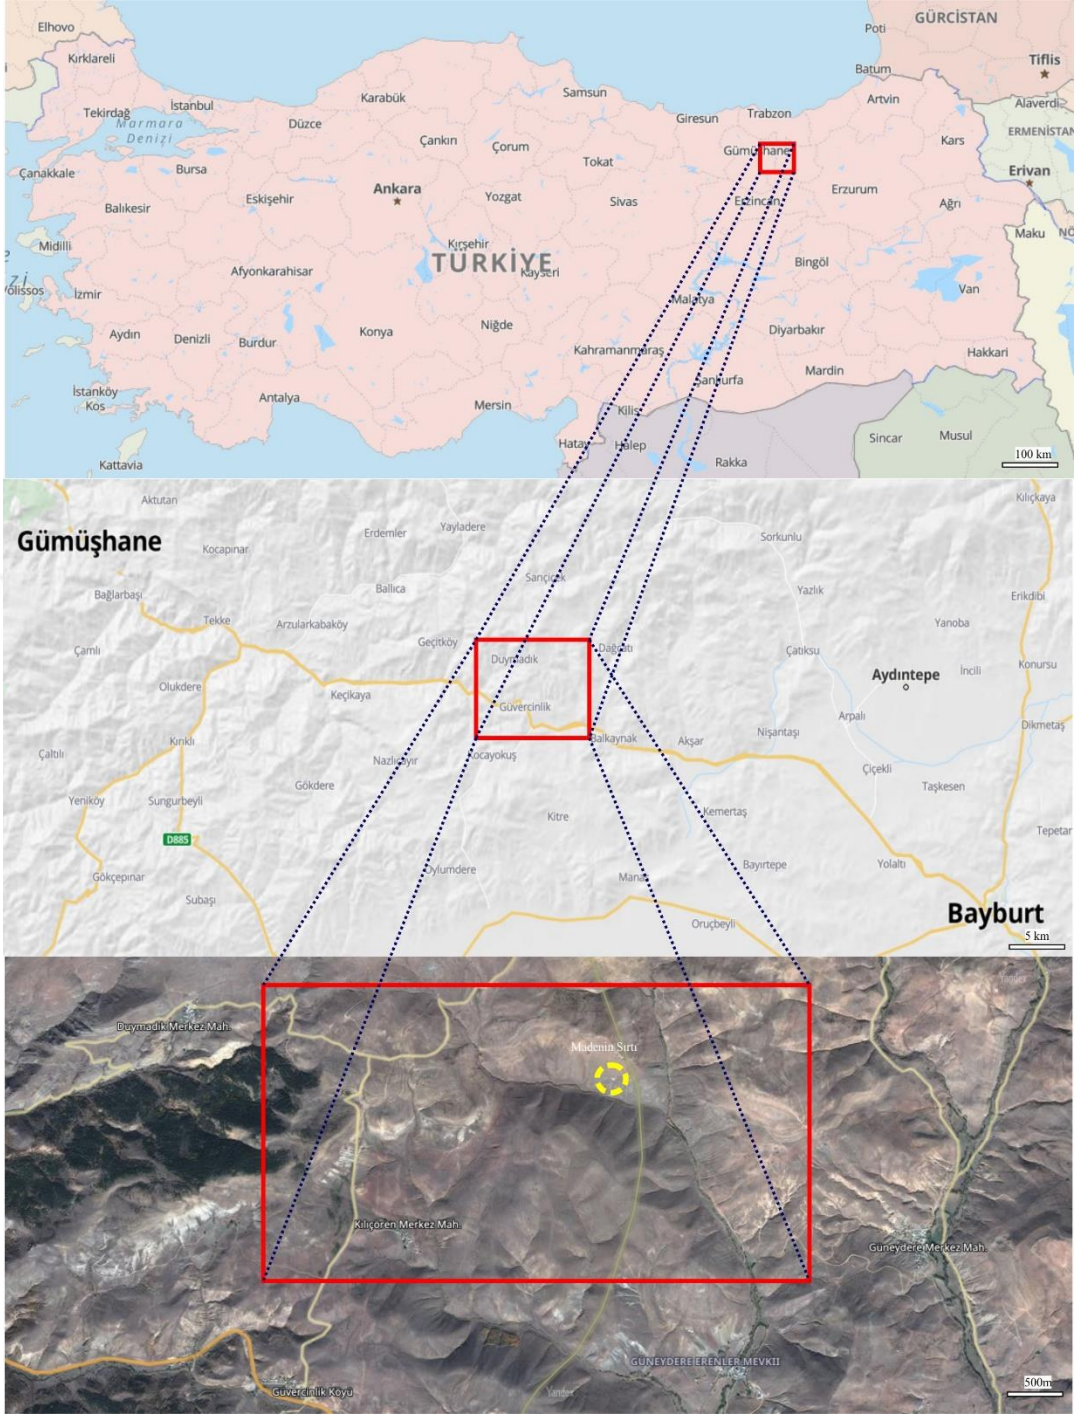 Elhovo
Kırklareli
Tekirdağ
İstanbul
Marmara
Denizi
Çanakkale
Bursa
Balıkesir
Midilli
İzmir
Aydın
Denizli
Burdur
İstanköy
Kos
Kattavia
Antalya
Afyonkarahisar
Eskişehir
Düzce
Karabük
Çankırı
Çorum
Ankara
Yozgat
Kırşehir
TÜRKİYE
Kayseri
Konya
Niğde
Mersin
Samsun
Tokat
Sivas
Malatya
Kahramanmaraş
Şanlıurfa
Kilis
Hatay
Halep
Rakka
Giresun
Trabzon
Gümüşhane
Erzincan
Bingöl
Diyarbakır
Mardin
Sincar
Musul
Hakkari
Van
Ağrı
Erzurum
Kars
Artvin
Batum
Poti
GÜRCİSTAN
Tiflis
Alaverdi
ERMENİSTAN
Erivan
Maku
100 km
Gümüşhane
Aktutan
Kocapınar
Erdemler
Yayladere
Sorkunlu
Kılıçkaya
Bağlarbaşı
Ballıca
Sarıçiçek
Yazlık
Erikdibi
Tekke
Arzularkabaköy
Yanoba
Çamlı
Geçitköy
Duymadık
Dağçatı
Çatıksu
Aydıntepe
İncili
Konursu
Olukdere
Keçikaya
Güvercinlik
Arpalı
Dikmetaş
Kırıklı
Balkaynak
Akşar
Nişantaşı
Çaltılı
Nazlıçayır
Kocayokuş
Çiçekli
Gökdere
Taşkesen
Yeniköy
Sungurbeyli
Kitre
Kemertaş
D885
Tepetar
Gökçepınar
Oylumdere
Manas
Bayırtepe
Yolaltı
Subaşı
Oruçbeyli
Bayburt
5 km
Yandex
Duymadık Merkez Mah.
Madenin Sırtı
Kılıçören Merkez Mah.
Güneydere Merkez Mah.
GÜNEYDERE ERENLER MEVKİİ
Güvercinlik Köyü
Yandex
500m